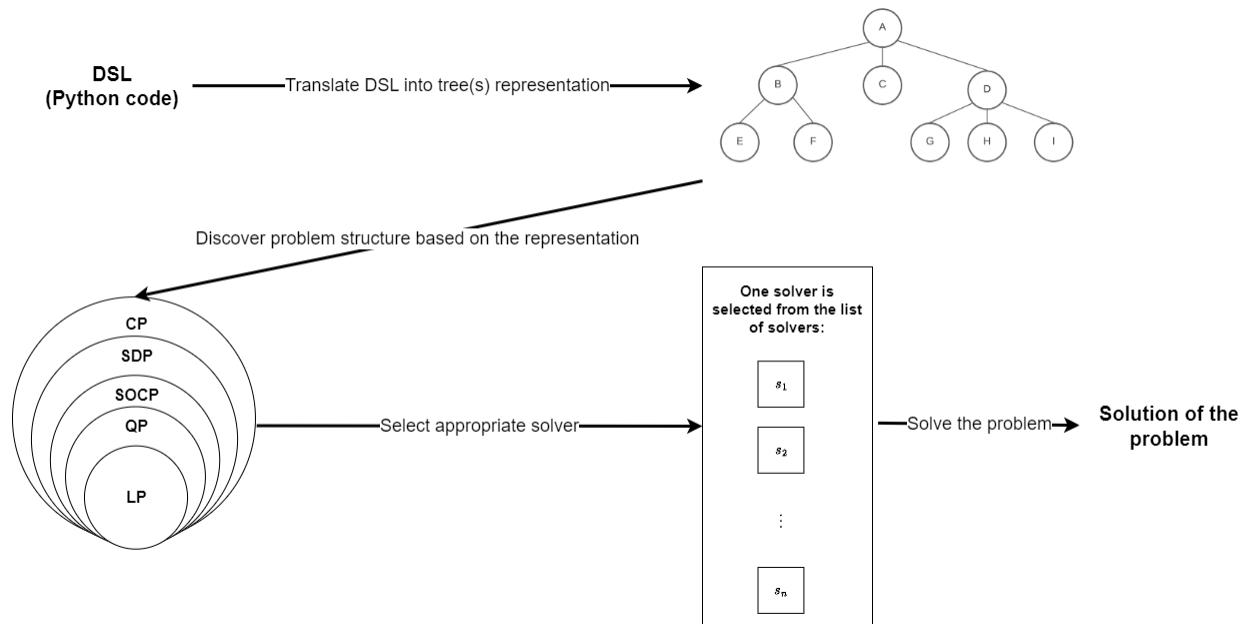 DSL
(Python code)
Translate DSL into tree(s) representation
A
B
C
D
E
F
G
H
I
Discover problem structure based on the representation
CP
SDP
SOCP
QP
LP
Select appropriate solver
One solver is
selected from the list
of solvers:
s₁
s₂
⋮
sₙ
Solve the problem
Solution of the
problem